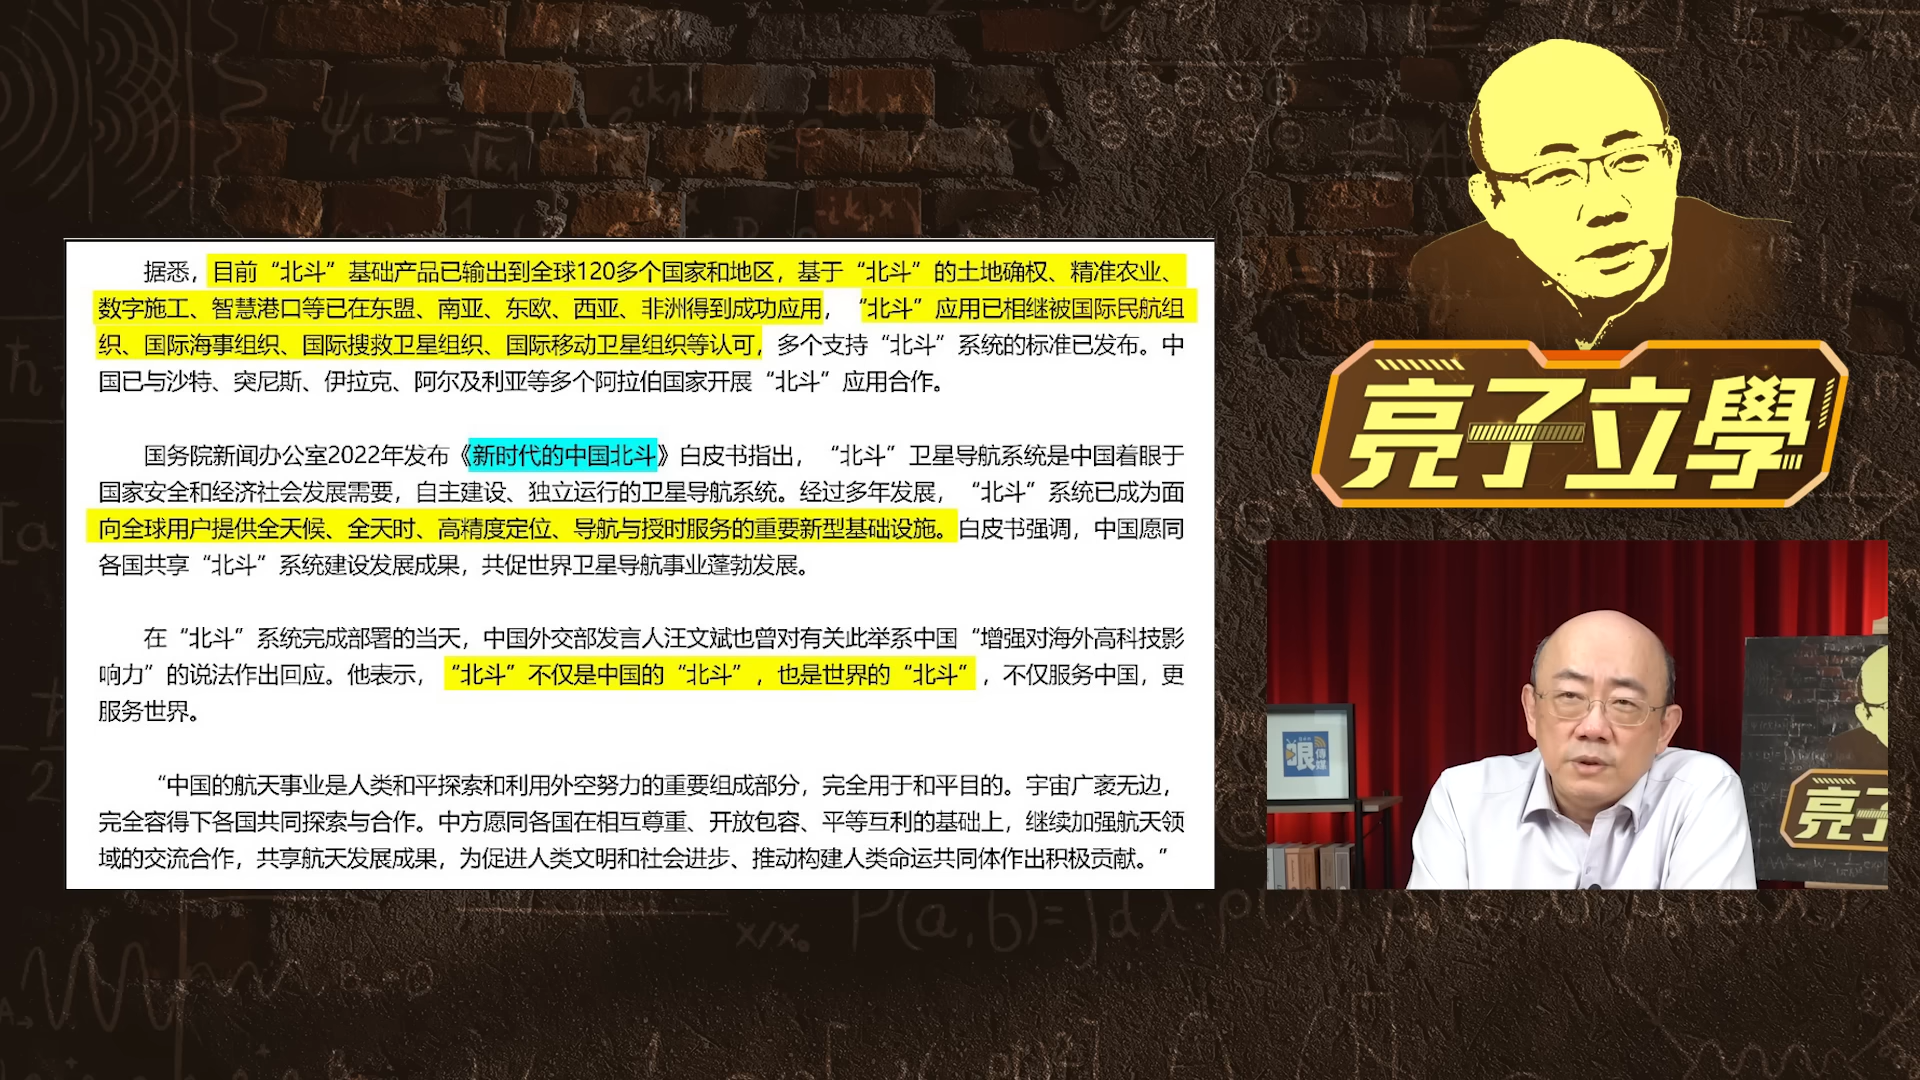 据悉，目前“北斗”基础产品已输出到全球120多个国家和地区，基于“北斗”的土地确权、精准农业、
数字施工、智慧港口等已在东盟、南亚、东欧、西亚、非洲得到成功应用，“北斗”应用已相继被国际民航组
织、国际海事组织、国际搜救卫星组织、国际移动卫星组织等认可，多个支持“北斗”系统的标准已发布。中
国已与沙特、突尼斯、伊拉克、阿尔及利亚等多个阿拉伯国家开展“北斗”应用合作。
国务院新闻办公室2022年发布《新时代的中国北斗》白皮书指出，“北斗”卫星导航系统是中国着眼于
国家安全和经济社会发展需要，自主建设、独立运行的卫星导航系统。经过多年发展，“北斗”系统已成为面
向全球用户提供全天候、全天时、高精度定位、导航与授时服务的重要新型基础设施。白皮书强调，中国愿同
各国共享“北斗”系统建设发展成果，共促世界卫星导航事业蓬勃发展。
在“北斗”系统完成部署的当天，中国外交部发言人汪文斌也曾对有关此举系中国“增强对海外高科技影
响力”的说法作出回应。他表示，“北斗”不仅是中国的“北斗”，也是世界的“北斗”，不仅服务中国，更
服务世界。
“中国的航天事业是人类和平探索和利用外空努力的重要组成部分，完全用于和平目的。宇宙广袤无边，
完全容得下各国共同探索与合作。中方愿同各国在相互尊重、开放包容、平等互利的基础上，继续加强航天领
域的交流合作，共享航天发展成果，为促进人类文明和社会进步、推动构建人类命运共同体作出积极贡献。”
亮了立學
哏傳媒
亮了